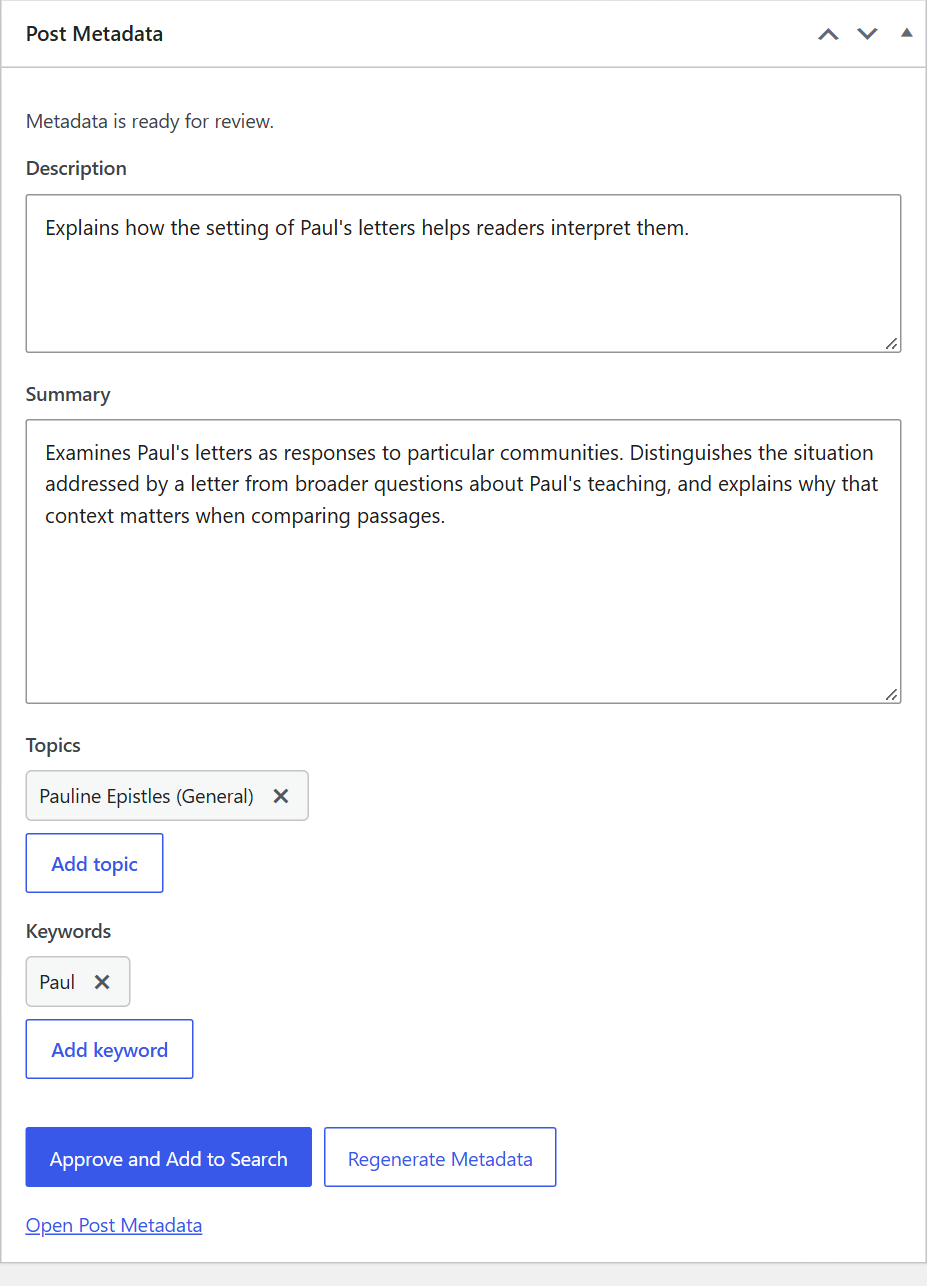 Post Metadata
Metadata is ready for review.
Description
Explains how the setting of Paul's letters helps readers interpret them.
Summary
Examines Paul's letters as responses to particular communities. Distinguishes the situation
addressed by a letter from broader questions about Paul's teaching, and explains why that
context matters when comparing passages.
Topics
Pauline Epistles (General)
Add topic
Keywords
Paul
Add keyword
Approve and Add to Search Regenerate Metadata
Open Post Metadata